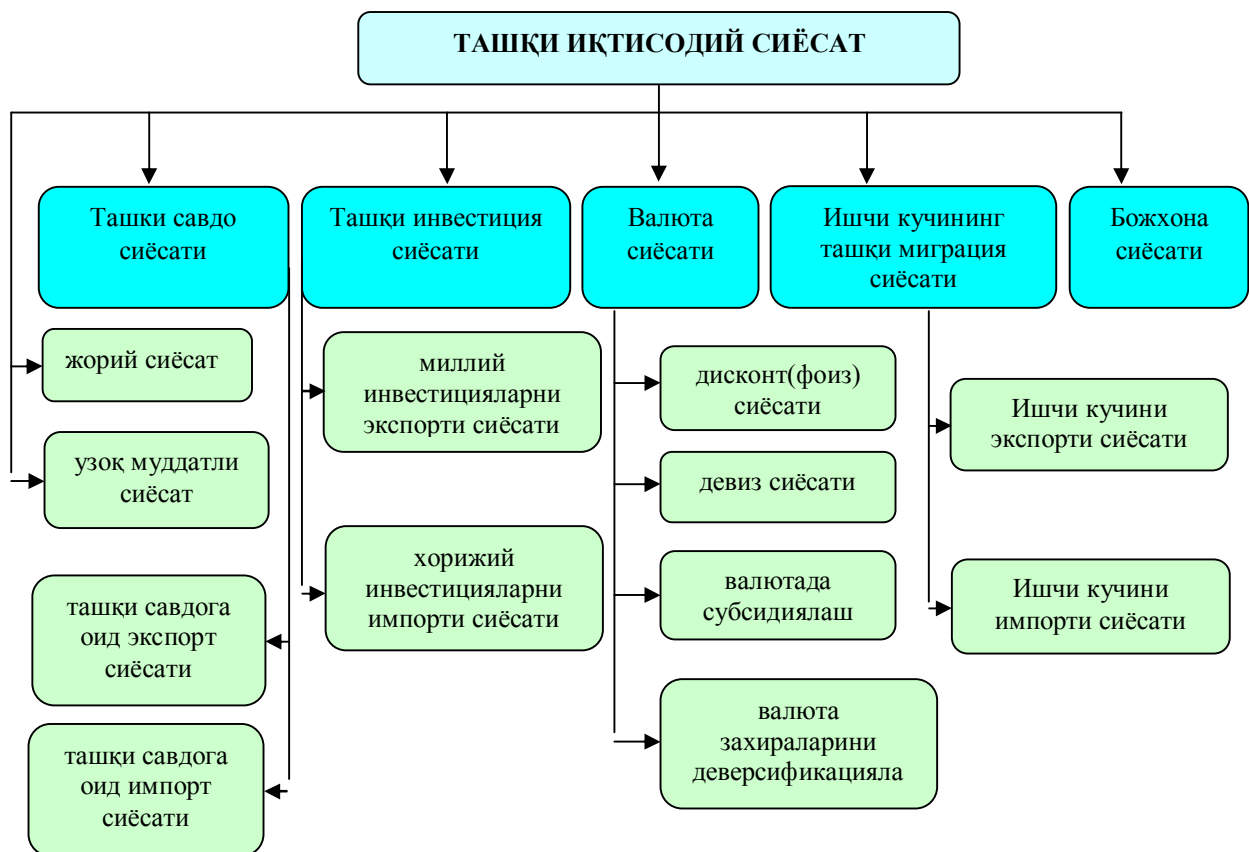 ТАШҚИ ИҚТИСОДИЙ СИЁСАТ
Ташки савдо
сиёсати
Ташқи инвестиция
сиёсати
Валюта
сиёсати
Ишчи кучининг
ташқи миграция
сиёсати
Божхона
сиёсати
жорий сиёсат
узоқ муддатли
сиёсат
ташқи савдога
оид экспорт
сиёсати
ташқи савдога
оид импорт
сиёсати
миллий
инвестицияларни
экспорти сиёсати
хорижий
инвестицияларни
импорти сиёсати
дисконт(фоиз)
сиёсати
девиз сиёсати
валютада
субсидиялаш
валюта
захираларини
деверсификацияла
Ишчи кучини
экспорти сиёсати
Ишчи кучини
импорти сиёсати